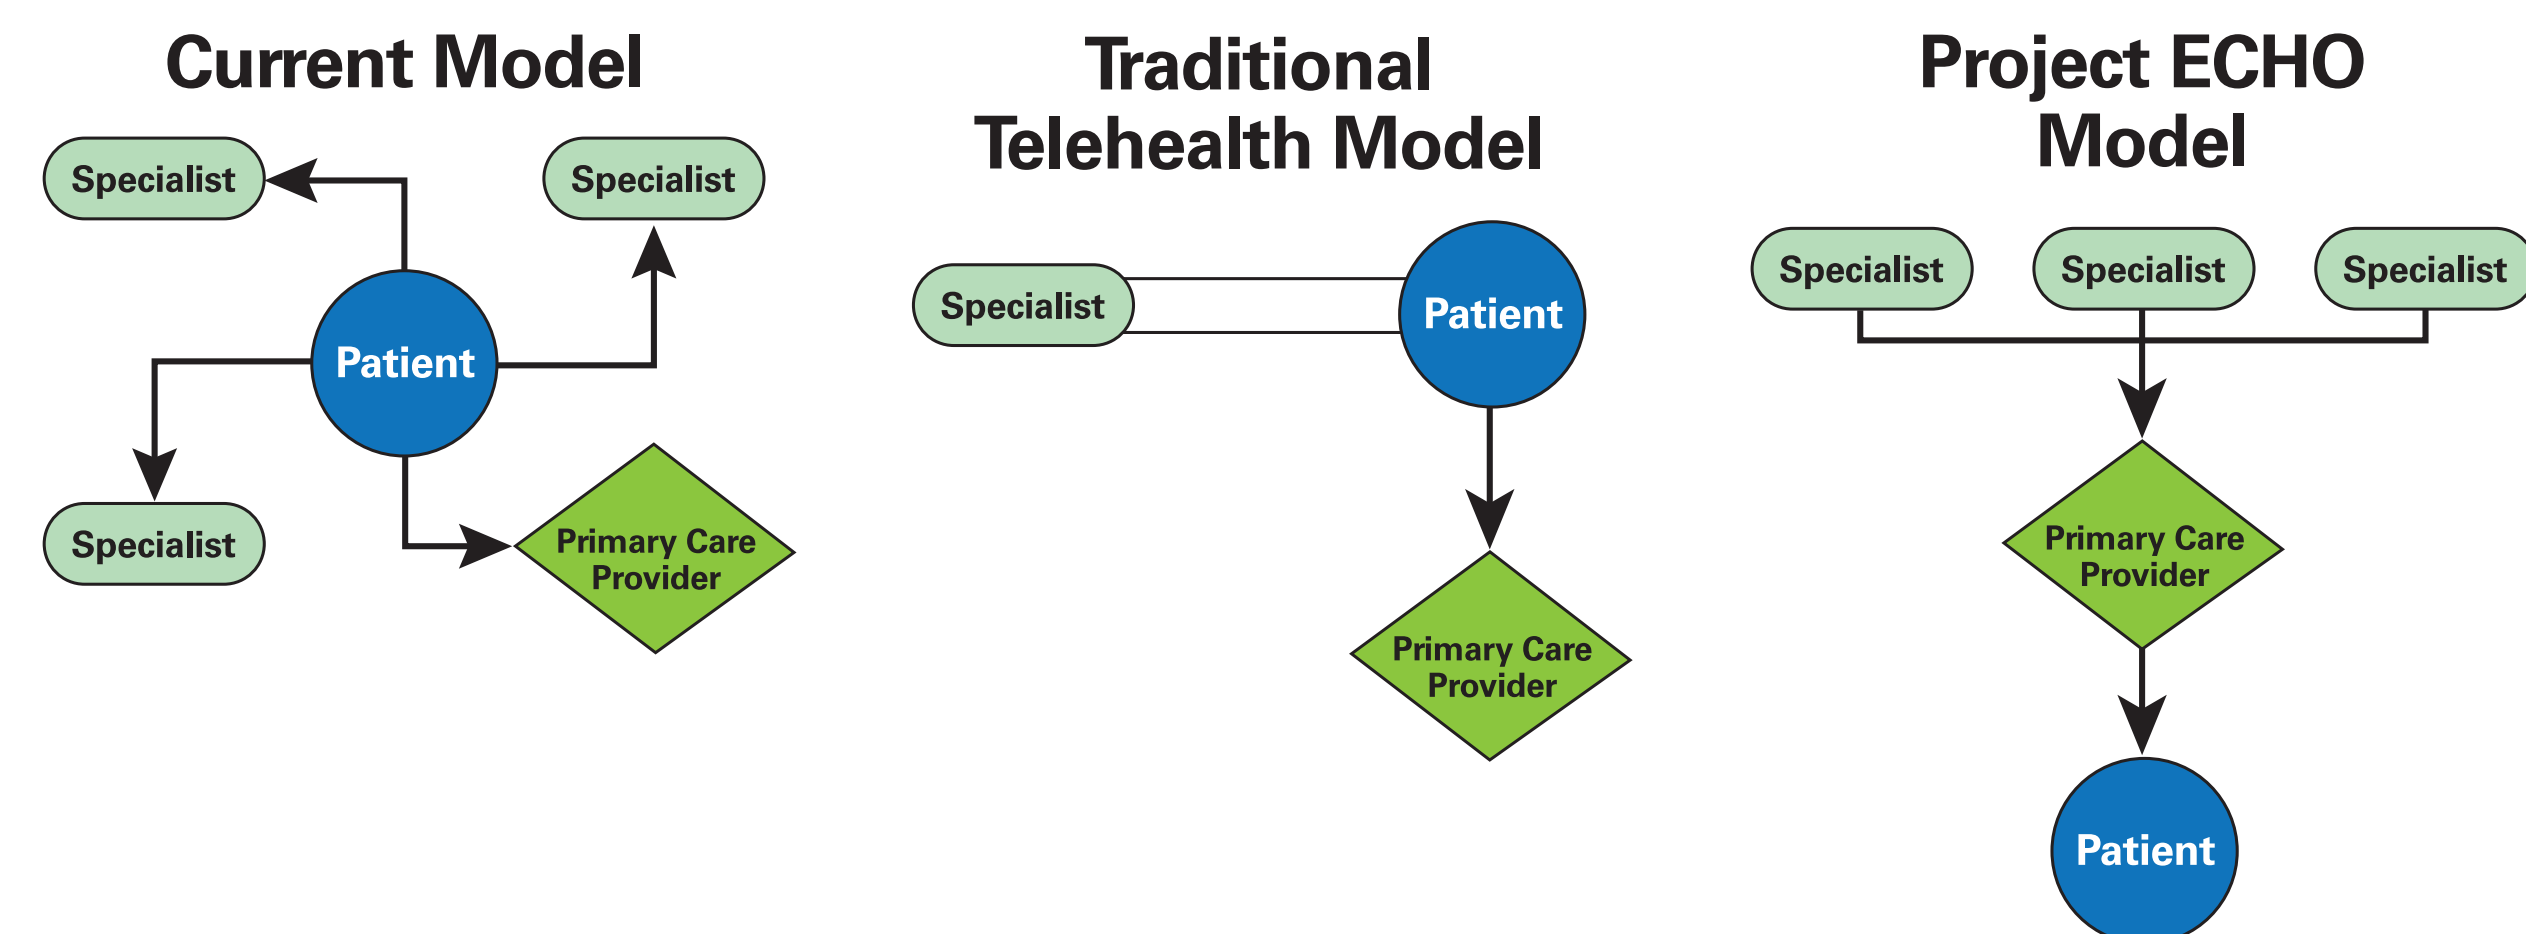 Current Model
Specialist
Specialist
Patient
Specialist
Primary Care
Provider
Traditional
Telehealth Model
Specialist
Patient
Primary Care
Provider
Project ECHO
Model
Specialist
Specialist
Specialist
Primary Care
Provider
Patient